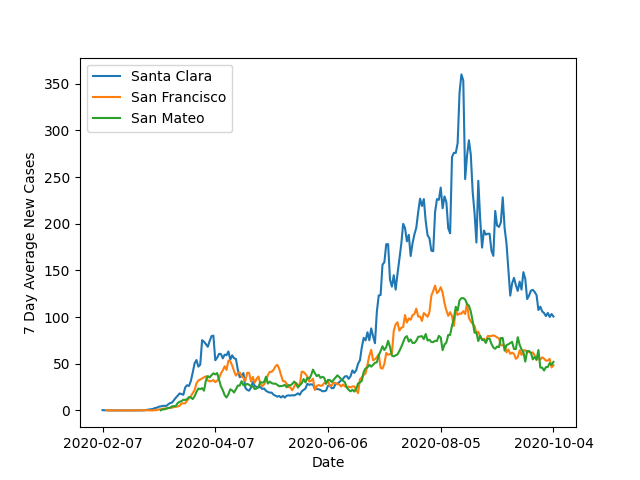 Santa Clara
San Francisco
San Mateo
7 Day Average New Cases
350
300
250
200
150
100
50
0
2020-02-07 2020-04-07 2020-06-06 2020-08-05 2020-10-04
Date